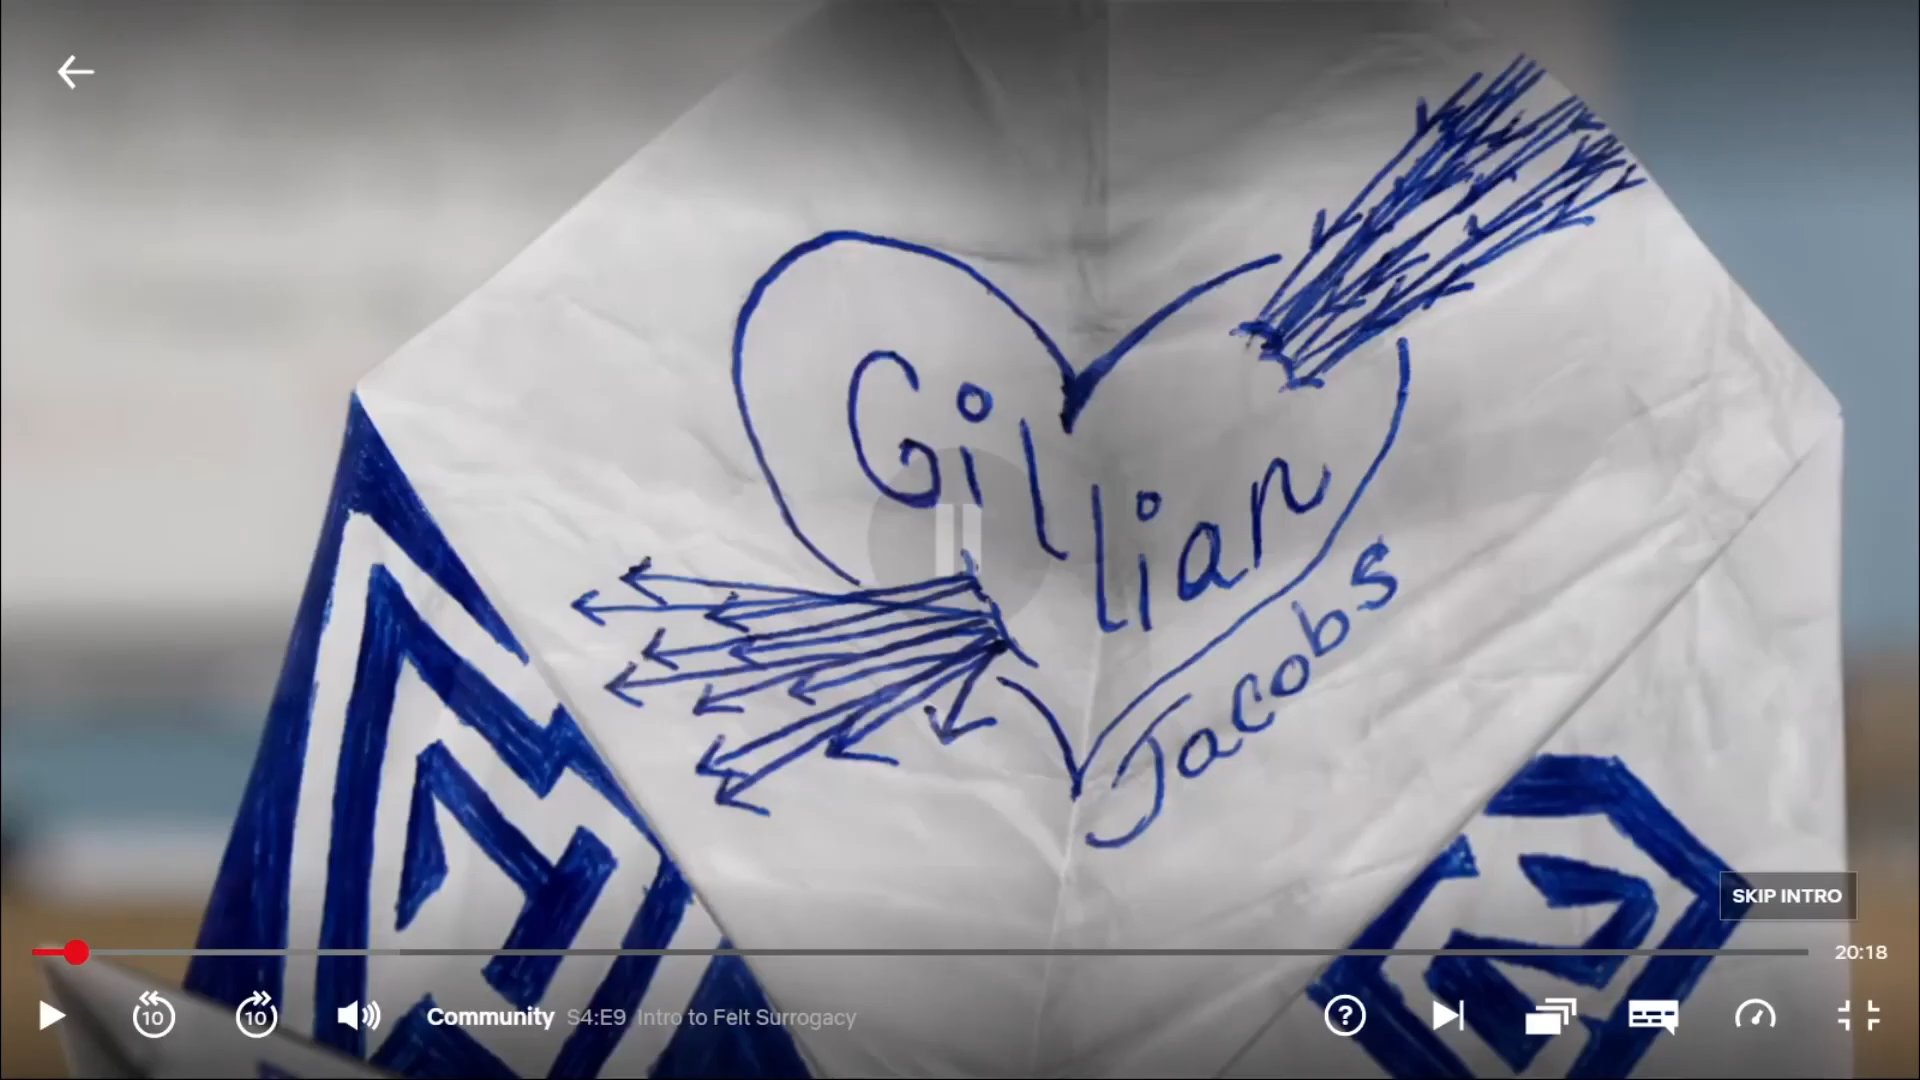 Gillian
Jacobs
SKIP INTRO
20:18
10
10
Community S4:E9 Intro to Felt Surrogacy
?